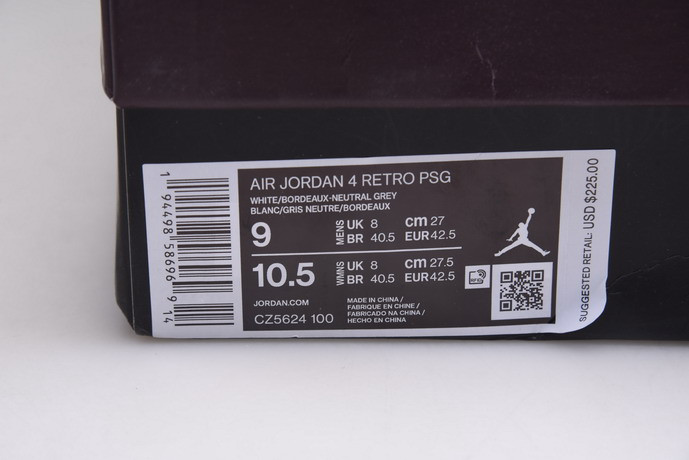 1 94498 58696 9 14
AIR JORDAN 4 RETRO PSG
WHITE/BORDEAUX-NEUTRAL GREY
BLANC/GRIS NEUTRE/BORDEAUX
9 MENS UK 8 cm 27
BR 40.5 EUR 42.5
10.5 WMNS UK 8 cm 27.5
BR 40.5 EUR 42.5
JORDAN.COM
CZ5624 100
MADE IN CHINA /
FABRIQUE EN CHINE /
FABRICADO NA CHINA /
HECHO EN CHINA
SUGGESTED RETAIL: USD $225.00